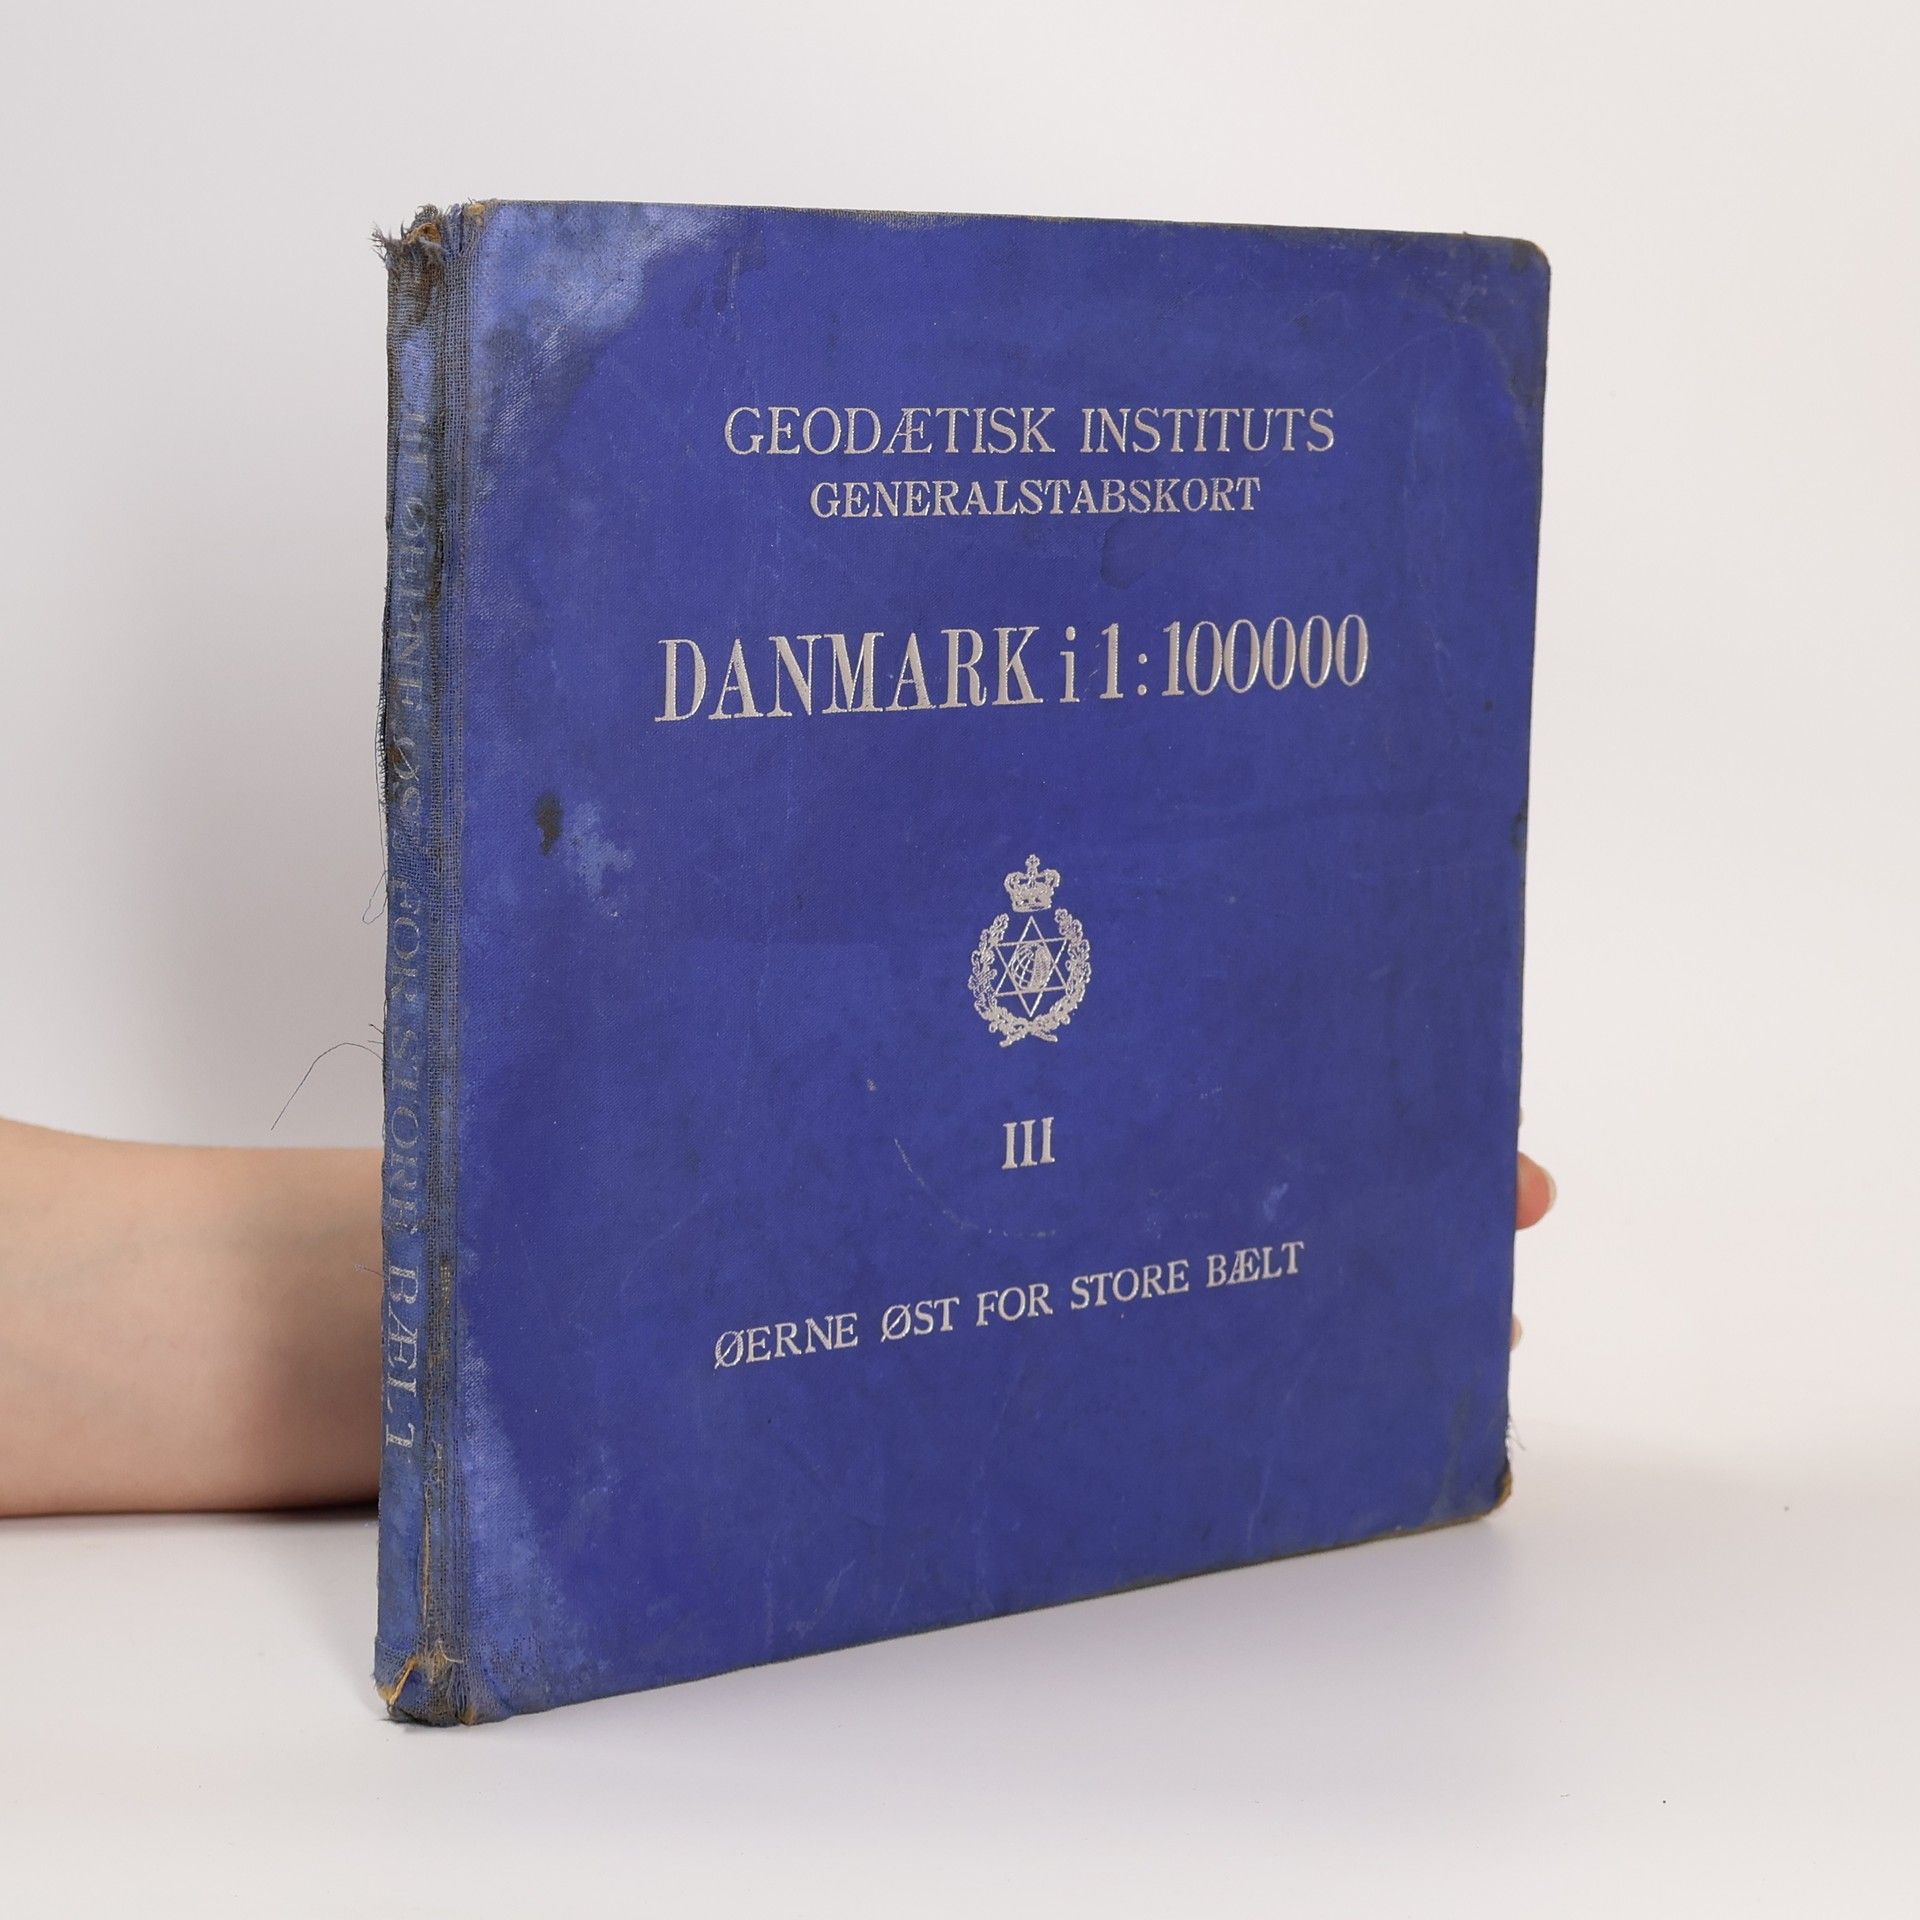 GEODÆTISK INSTITUTS
GENERALSTABSKORT
DANMARK i 1:100000
III
ØERNE ØST FOR STORE BÆLT
III ØERNE ØST FOR STORE BÆLT